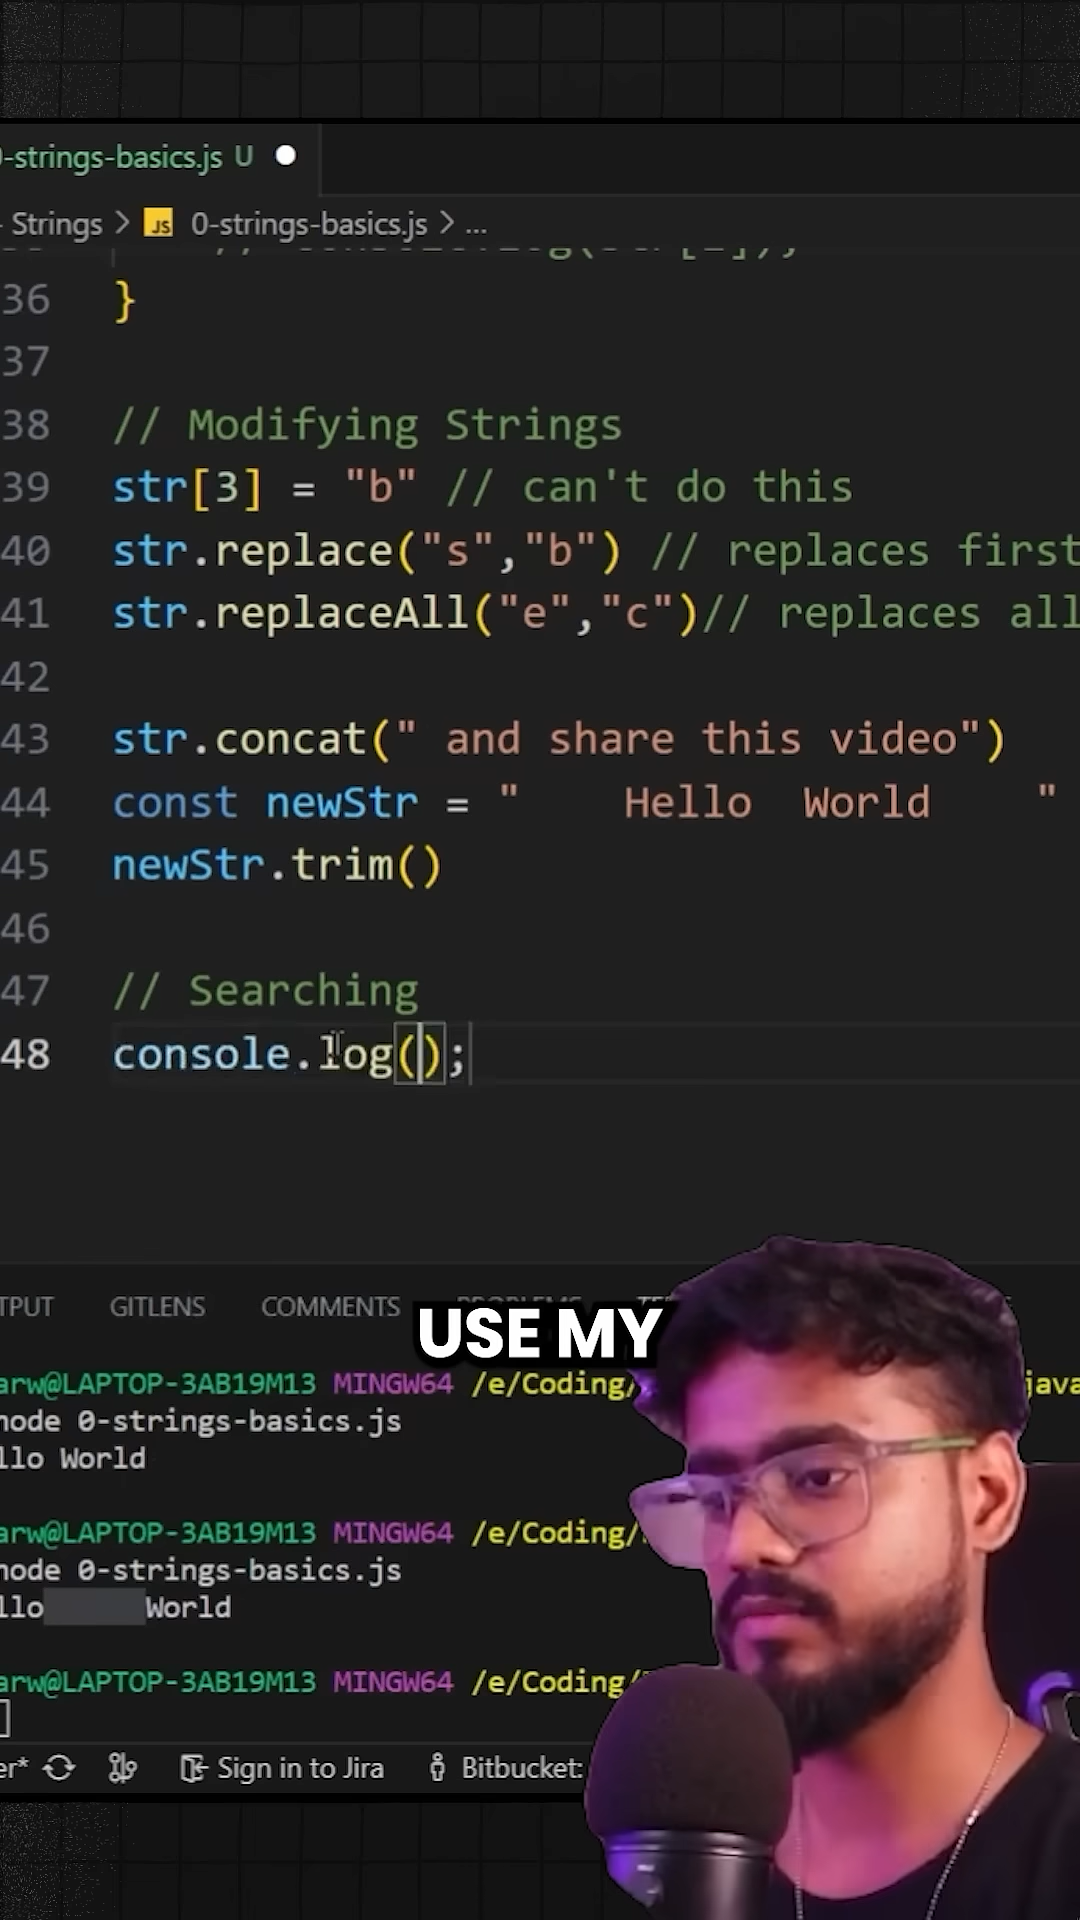 0-strings-basics.js U
Strings > JS 0-strings-basics.js > ...
36 }
37
38 // Modifying Strings
39 str[3] = "b" // can't do this
40 str.replace("s","b") // replaces first
41 str.replaceAll("e","c")// replaces all
42
43 str.concat(" and share this video")
44 const newStr = "    Hello  World    "
45 newStr.trim()
46
47 // Searching
48 console.log();
TPUT GITLENS COMMENTS
USE MY
arw@LAPTOP-3AB19M13 MINGW64 /e/Coding/ java
node 0-strings-basics.js
llo World
arw@LAPTOP-3AB19M13 MINGW64 /e/Coding/
node 0-strings-basics.js
llo      World
arw@LAPTOP-3AB19M13 MINGW64 /e/Coding/
er* Sign in to Jira Bitbucket: